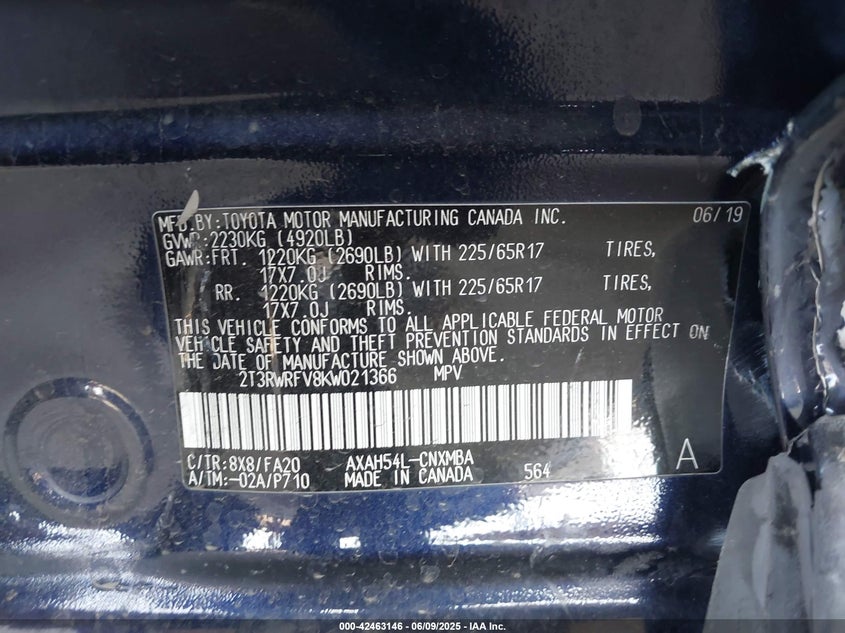 MFD.BY:TOYOTA MOTOR MANUFACTURING CANADA INC. 06/19
GVWR:2230KG (4920LB)
GAWR:FRT. 1220KG (2690LB) WITH 225/65R17 TIRES,
17X7.0J RIMS.
RR. 1220KG (2690LB) WITH 225/65R17 TIRES,
17X7.0J RIMS.
THIS VEHICLE CONFORMS TO ALL APPLICABLE FEDERAL MOTOR
VEHICLE SAFETY AND THEFT PREVENTION STANDARDS IN EFFECT ON
THE DATE OF MANUFACTURE SHOWN ABOVE.
2T3RWRFV8KW021366 MPV
C/TR:8X8/FA20 AXAH54L-CNXMBA 564 A
A/TM:-02A/P710 MADE IN CANADA
000-42463146 - 06/09/2025 - IAA Inc.